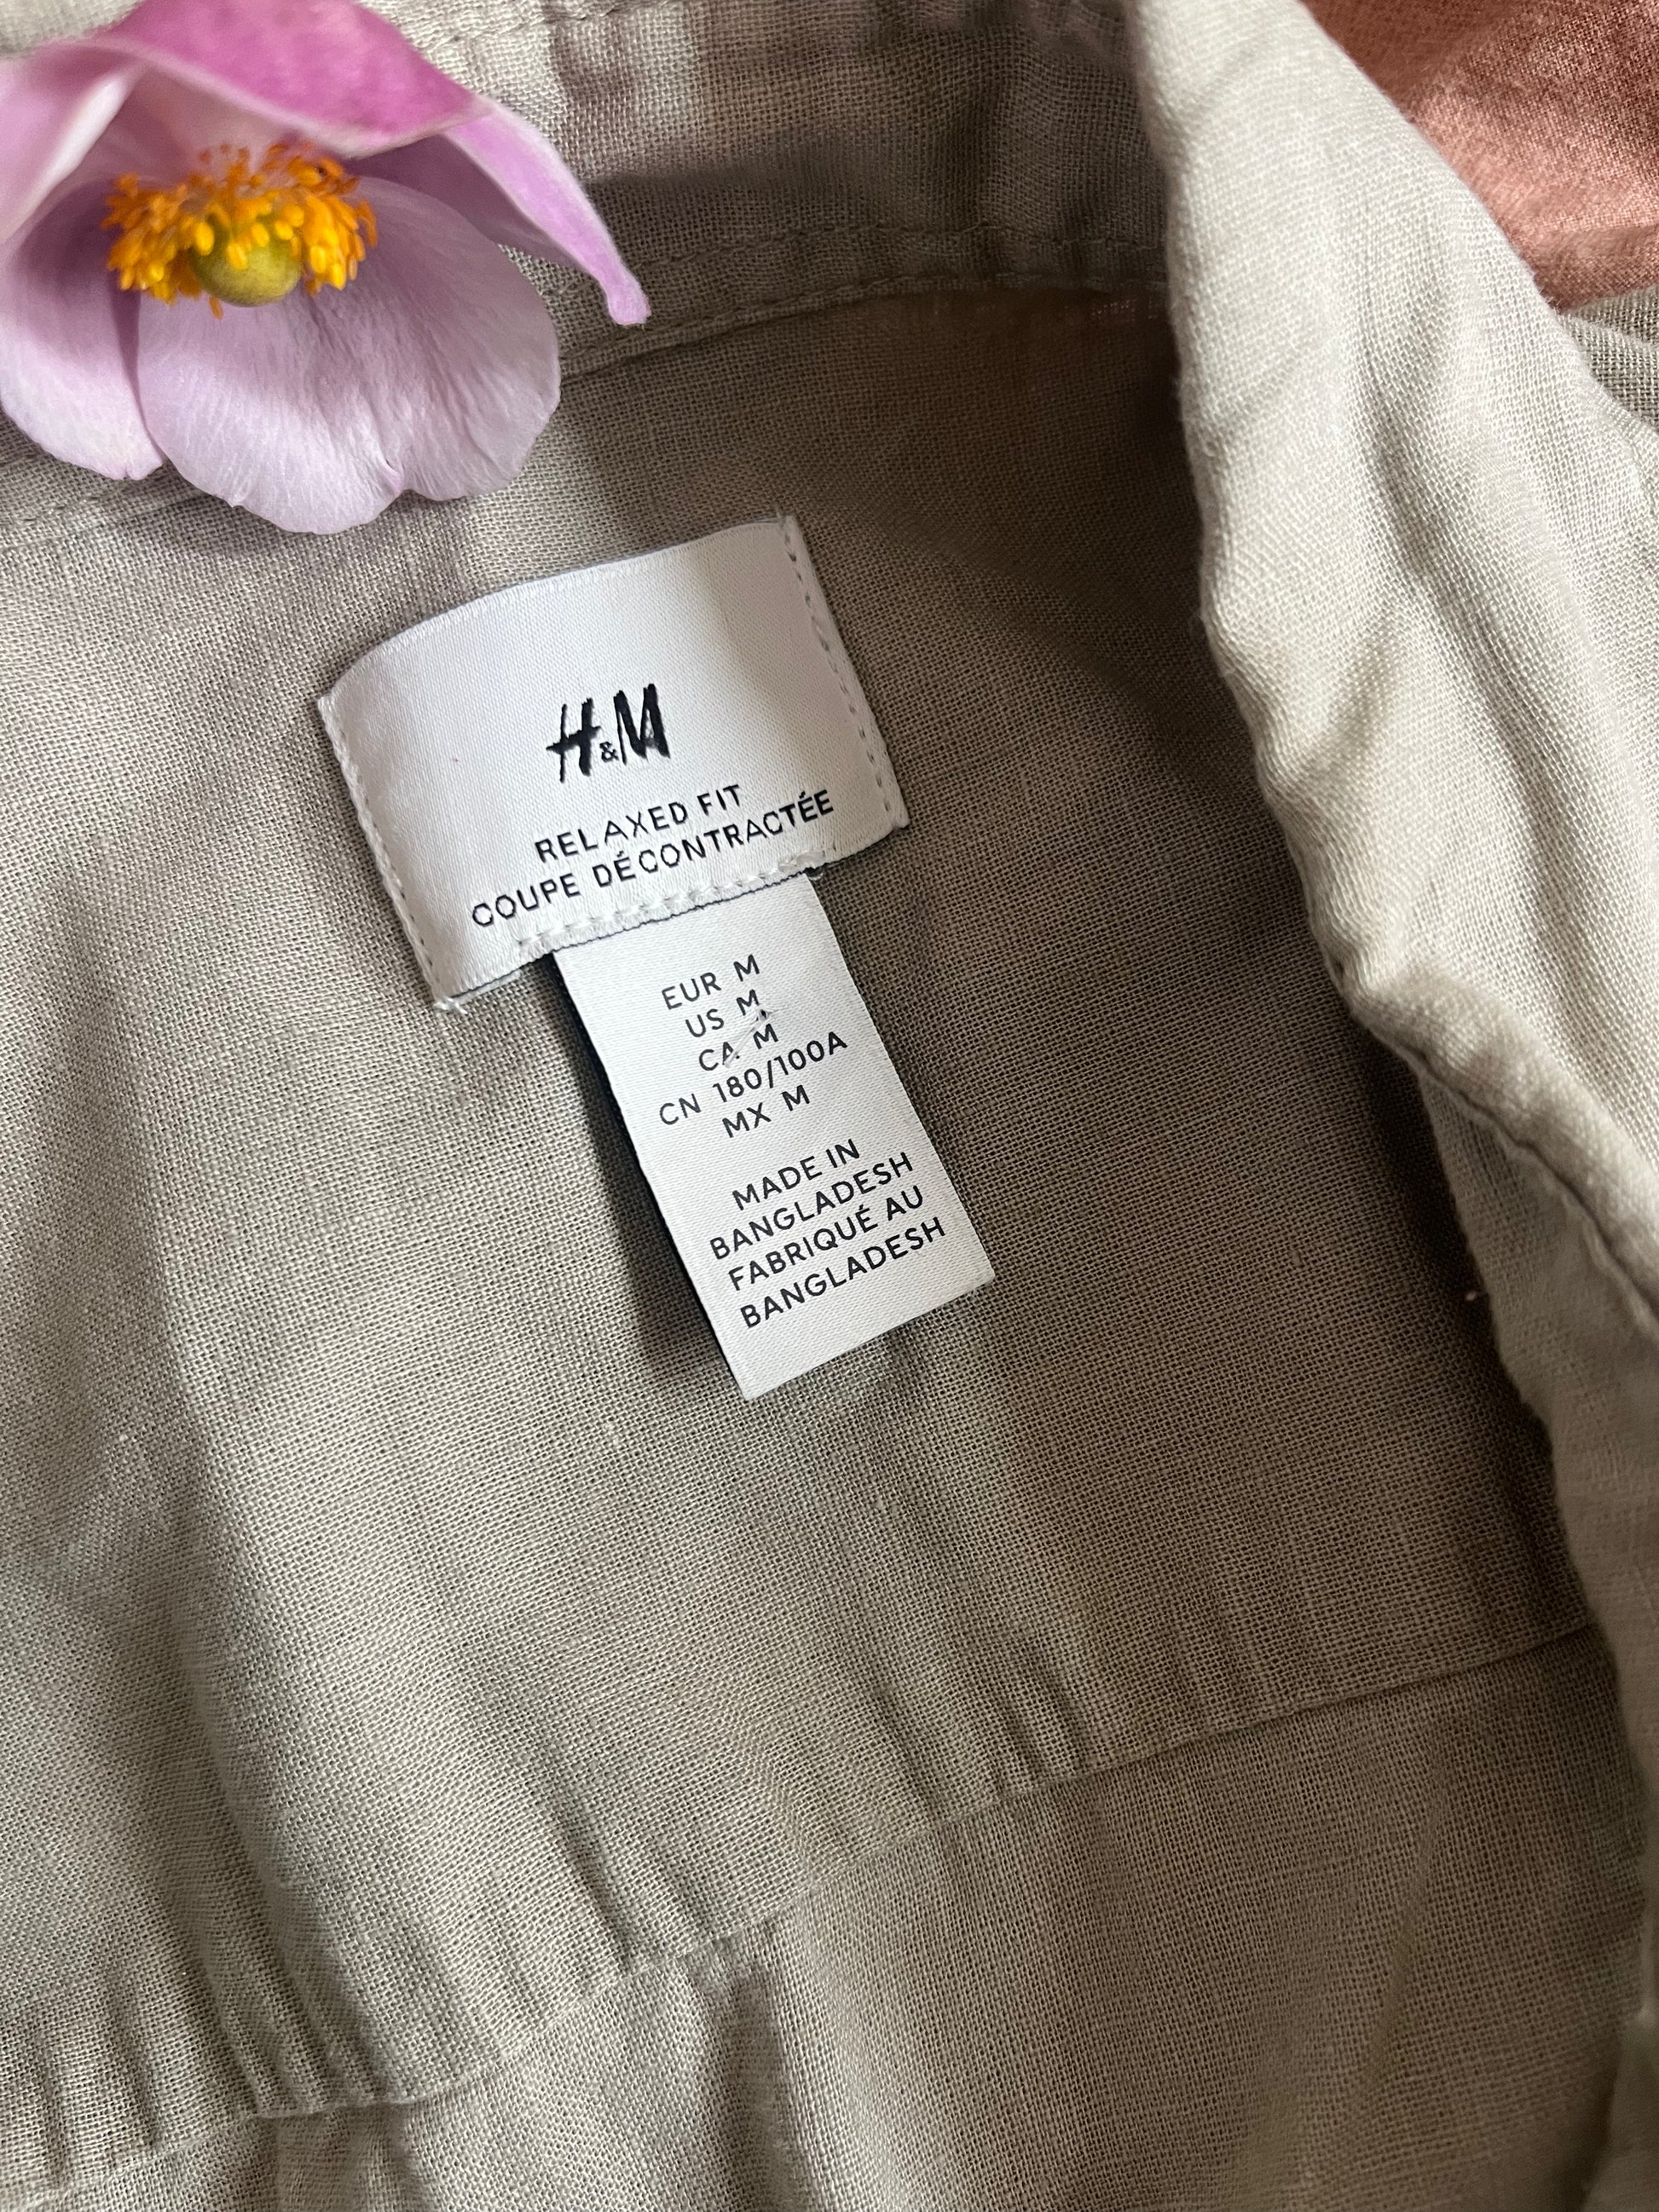 H&M
RELAXED FIT
COUPE DÉCONTRACTÉE
EUR M
US M
CA M
CN 180/100A
MX M
MADE IN
BANGLADESH
FABRIQUÉ AU
BANGLADESH